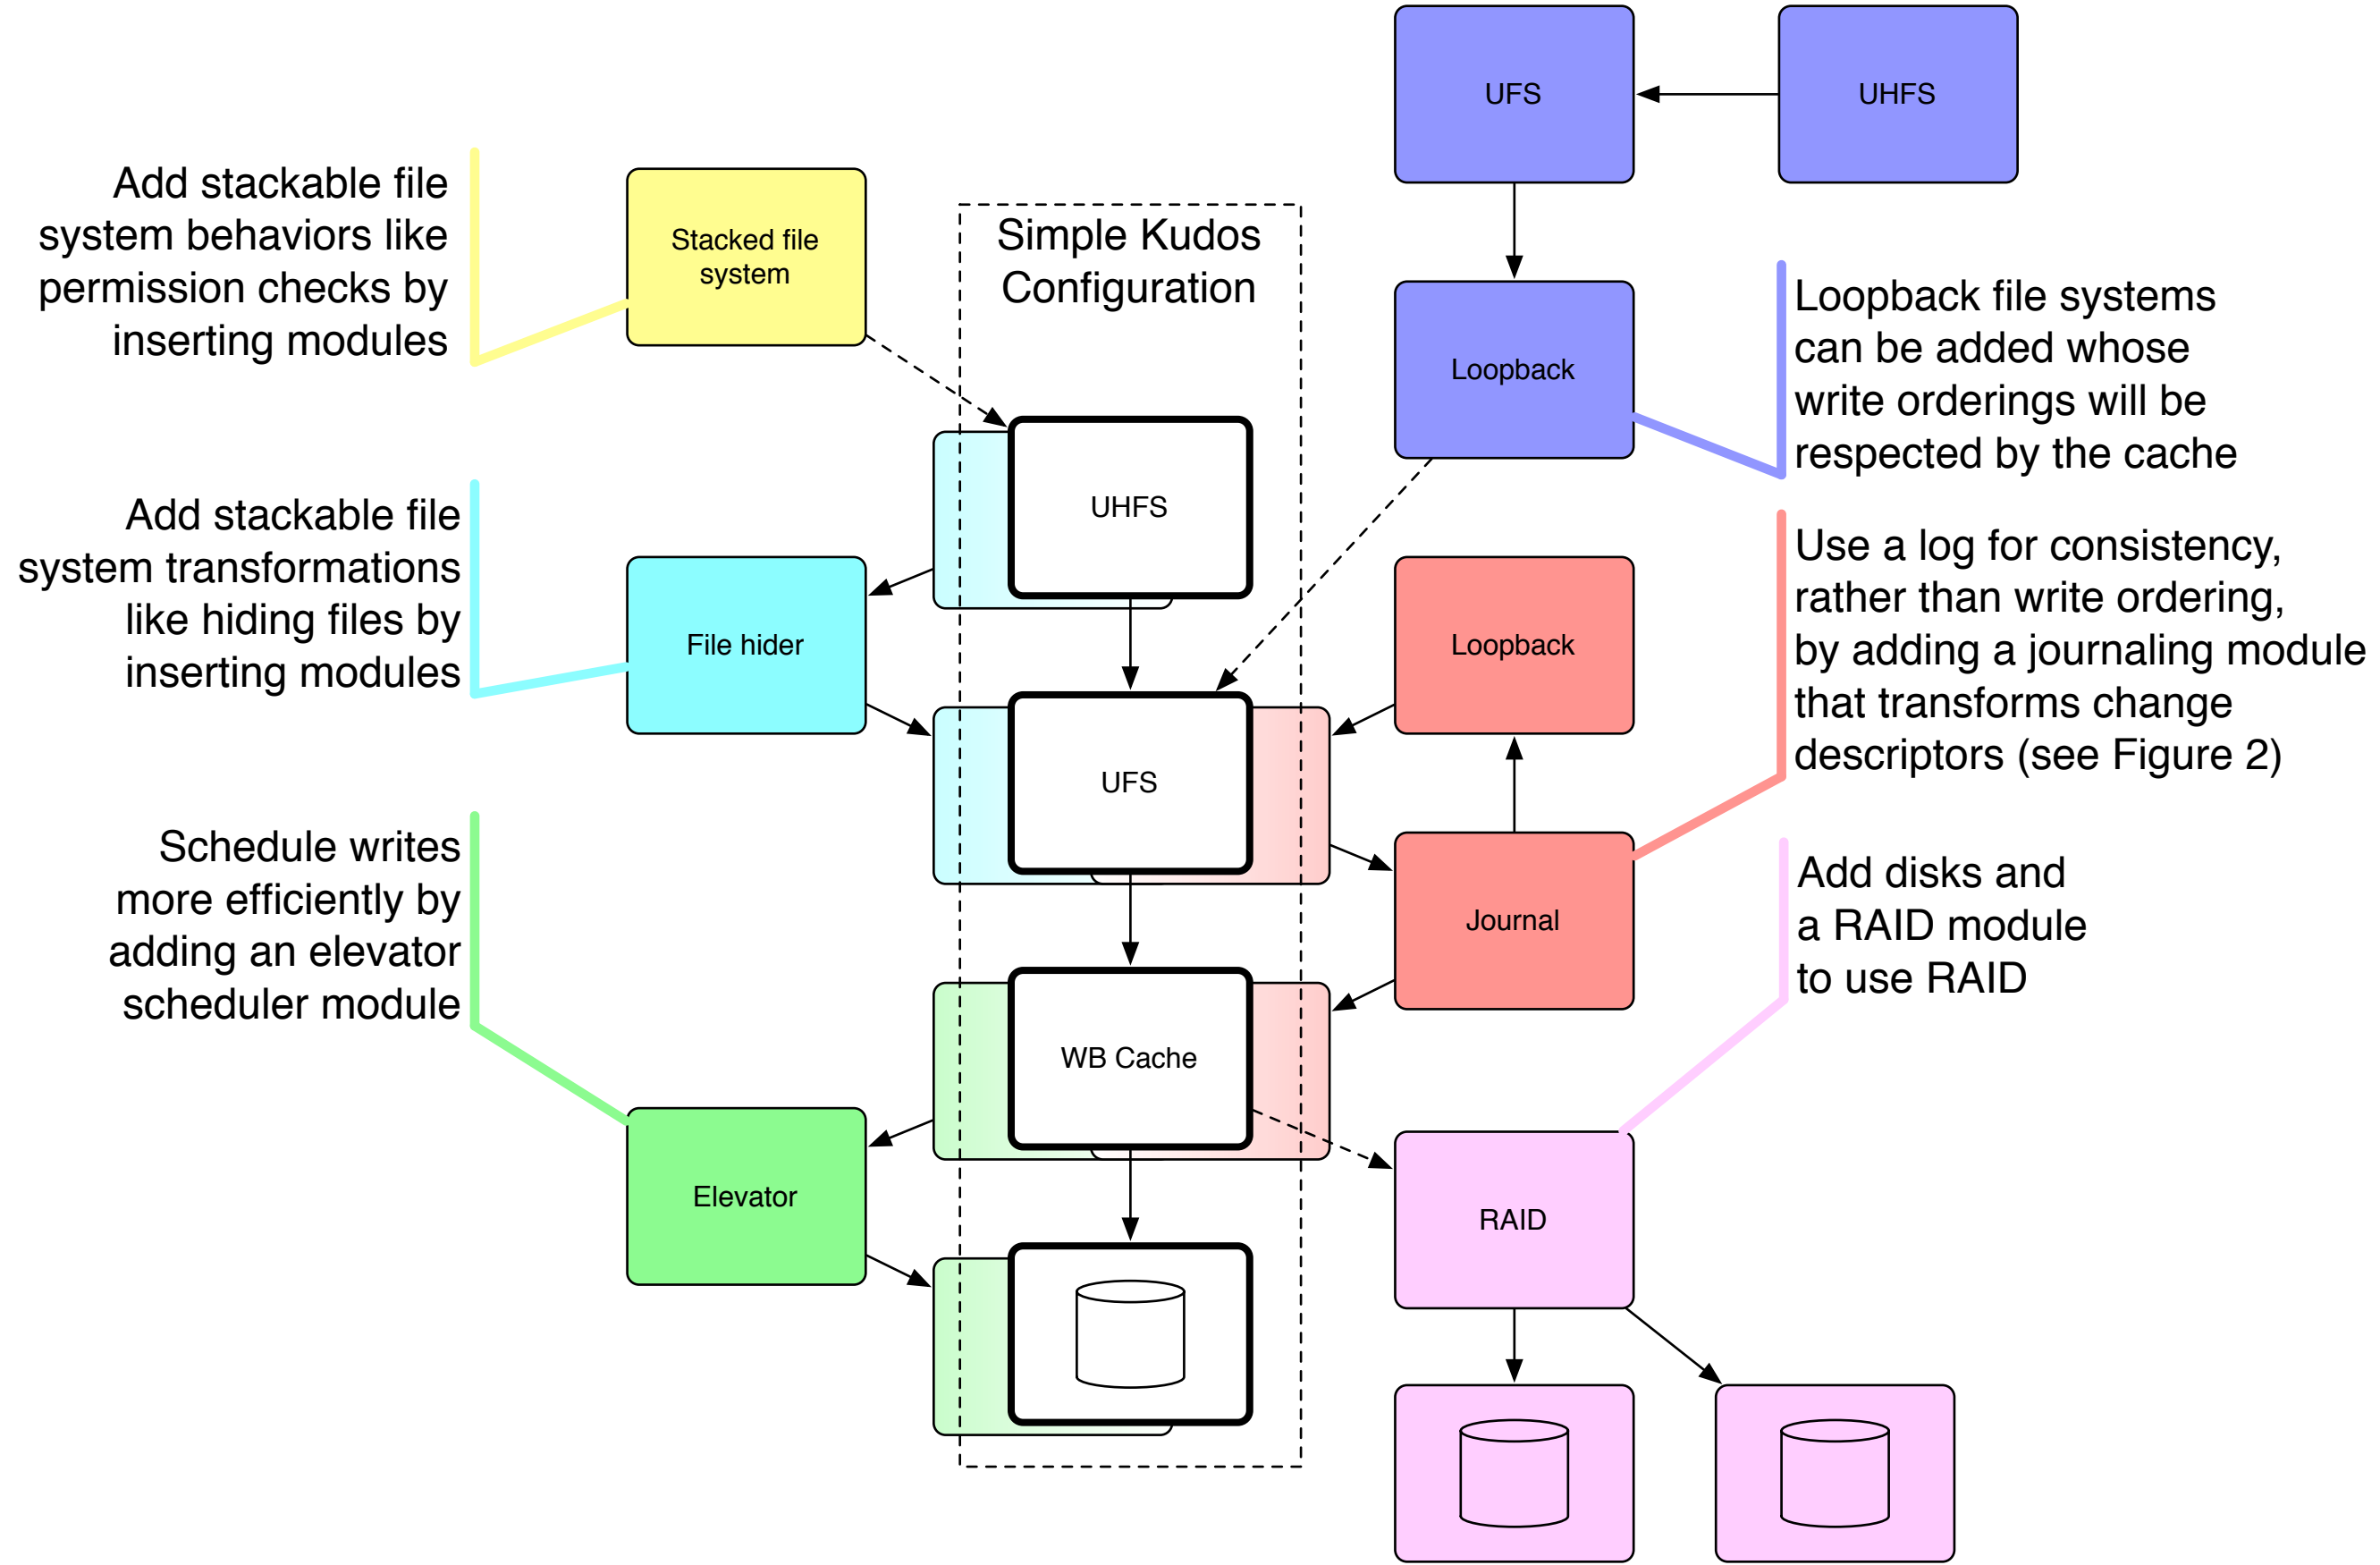 UFS
UHFS
Add stackable file
system behaviors like
permission checks by
inserting modules
Stacked file
system
Simple Kudos
Configuration
Loopback
Loopback file systems
can be added whose
write orderings will be
respected by the cache
UHFS
Add stackable file
system transformations
like hiding files by
inserting modules
File hider
Loopback
Use a log for consistency,
rather than write ordering,
by adding a journaling module
that transforms change
descriptors (see Figure 2)
UFS
Schedule writes
more efficiently by
adding an elevator
scheduler module
Journal
Add disks and
a RAID module
to use RAID
WB Cache
Elevator
RAID